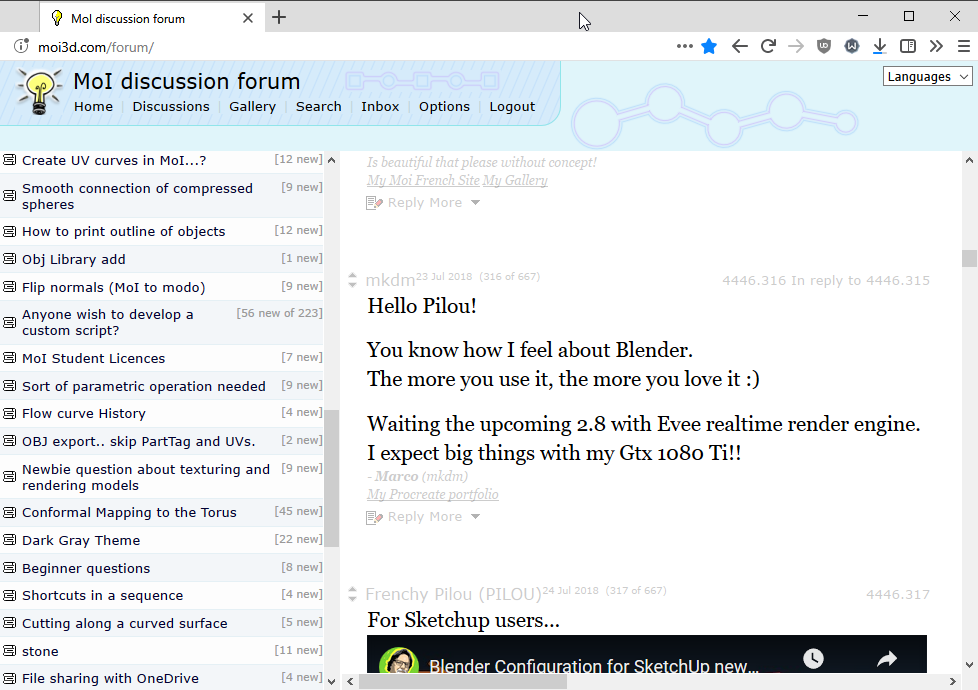 MoI discussion forum
moi3d.com/forum/
MoI discussion forum
Home Discussions Gallery Search Inbox Options Logout
Languages
Create UV curves in MoI...? [12 new]
Smooth connection of compressed [9 new]
spheres
How to print outline of objects [12 new]
Obj Library add [1 new]
Flip normals (MoI to modo) [9 new]
Anyone wish to develop a [56 new of 223]
custom script?
MoI Student Licences [7 new]
Sort of parametric operation needed [9 new]
Flow curve History [4 new]
OBJ export.. skip PartTag and UVs. [2 new]
Newbie question about texturing and [9 new]
rendering models
Conformal Mapping to the Torus [45 new]
Dark Gray Theme [22 new]
Beginner questions [8 new]
Shortcuts in a sequence [4 new]
Cutting along a curved surface [5 new]
stone [11 new]
File sharing with OneDrive [4 new]
Is beautiful that please without concept!
My Moi French Site My Gallery
Reply More
mkdm 23 Jul 2018 (316 of 667) 4446.316 In reply to 4446.315
Hello Pilou!
You know how I feel about Blender.
The more you use it, the more you love it :)
Waiting the upcoming 2.8 with Evee realtime render engine.
I expect big things with my Gtx 1080 Ti!!
- Marco (mkdm)
My Procreate portfolio
Reply More
Frenchy Pilou (PILOU) 24 Jul 2018 (317 of 667) 4446.317
For Sketchup users...
Blender Configuration for SketchUp new...